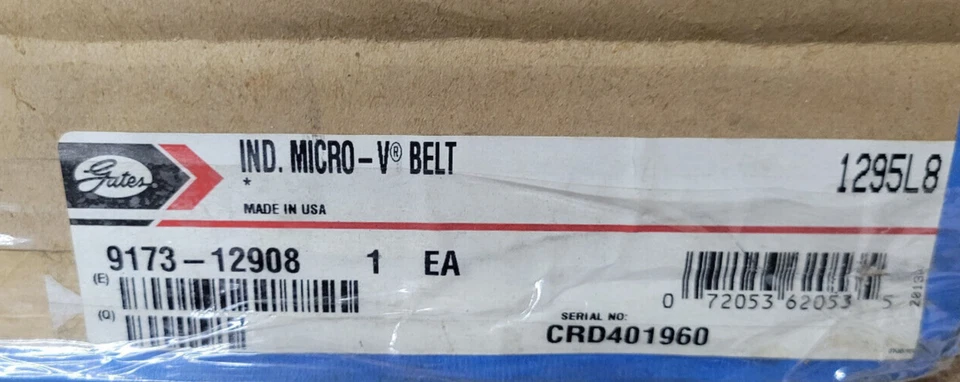 Gates
IND. MICRO-V® BELT
*
MADE IN USA
1295L8
9173-12908 1 EA
(E)
(Q)
0 72053 62053 5
SERIAL NO:
CRD401960